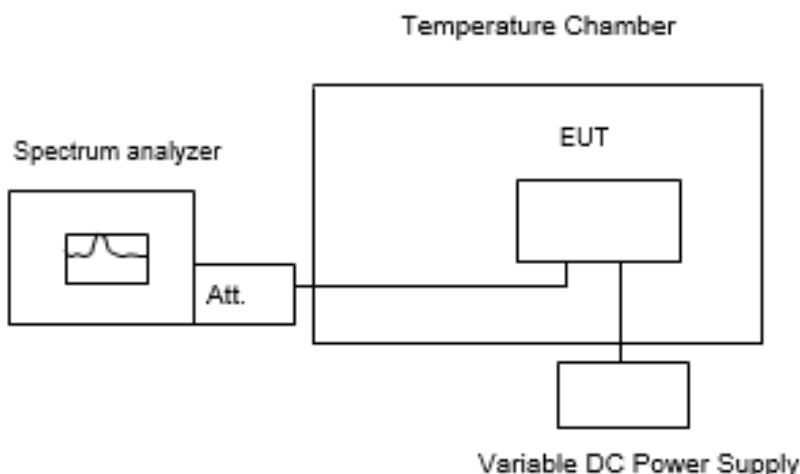 Temperature Chamber
Spectrum analyzer
EUT
Att.
Variable DC Power Supply